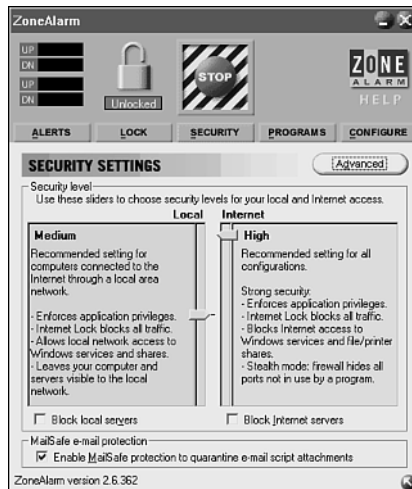 ZoneAlarm
UP
DN
UP
DN
Unlocked
STOP
ZONE
ALARM
HELP
ALERTS
LOCK
SECURITY
PROGRAMS
CONFIGURE
SECURITY SETTINGS
Advanced
Security level
Use these sliders to choose security levels for your local and Internet access.
Local
Internet
Medium
Recommended setting for
computers connected to the
Internet through a local area
network.
- Enforces application privileges.
- Internet Lock blocks all traffic.
- Allows local network access to
Windows services and shares.
- Leaves your computer and
servers visible to the local
network.
High
Recommended setting for all
configurations.
Strong security:
- Enforces application privileges.
- Internet Lock blocks all traffic.
- Blocks Internet access to
Windows services and file/printer
shares.
- Stealth mode: firewall hides all
ports not in use by a program.
Block local servers
Block Internet servers
MailSafe e-mail protection
Enable MailSafe protection to quarantine e-mail script attachments
ZoneAlarm version 2.6.362